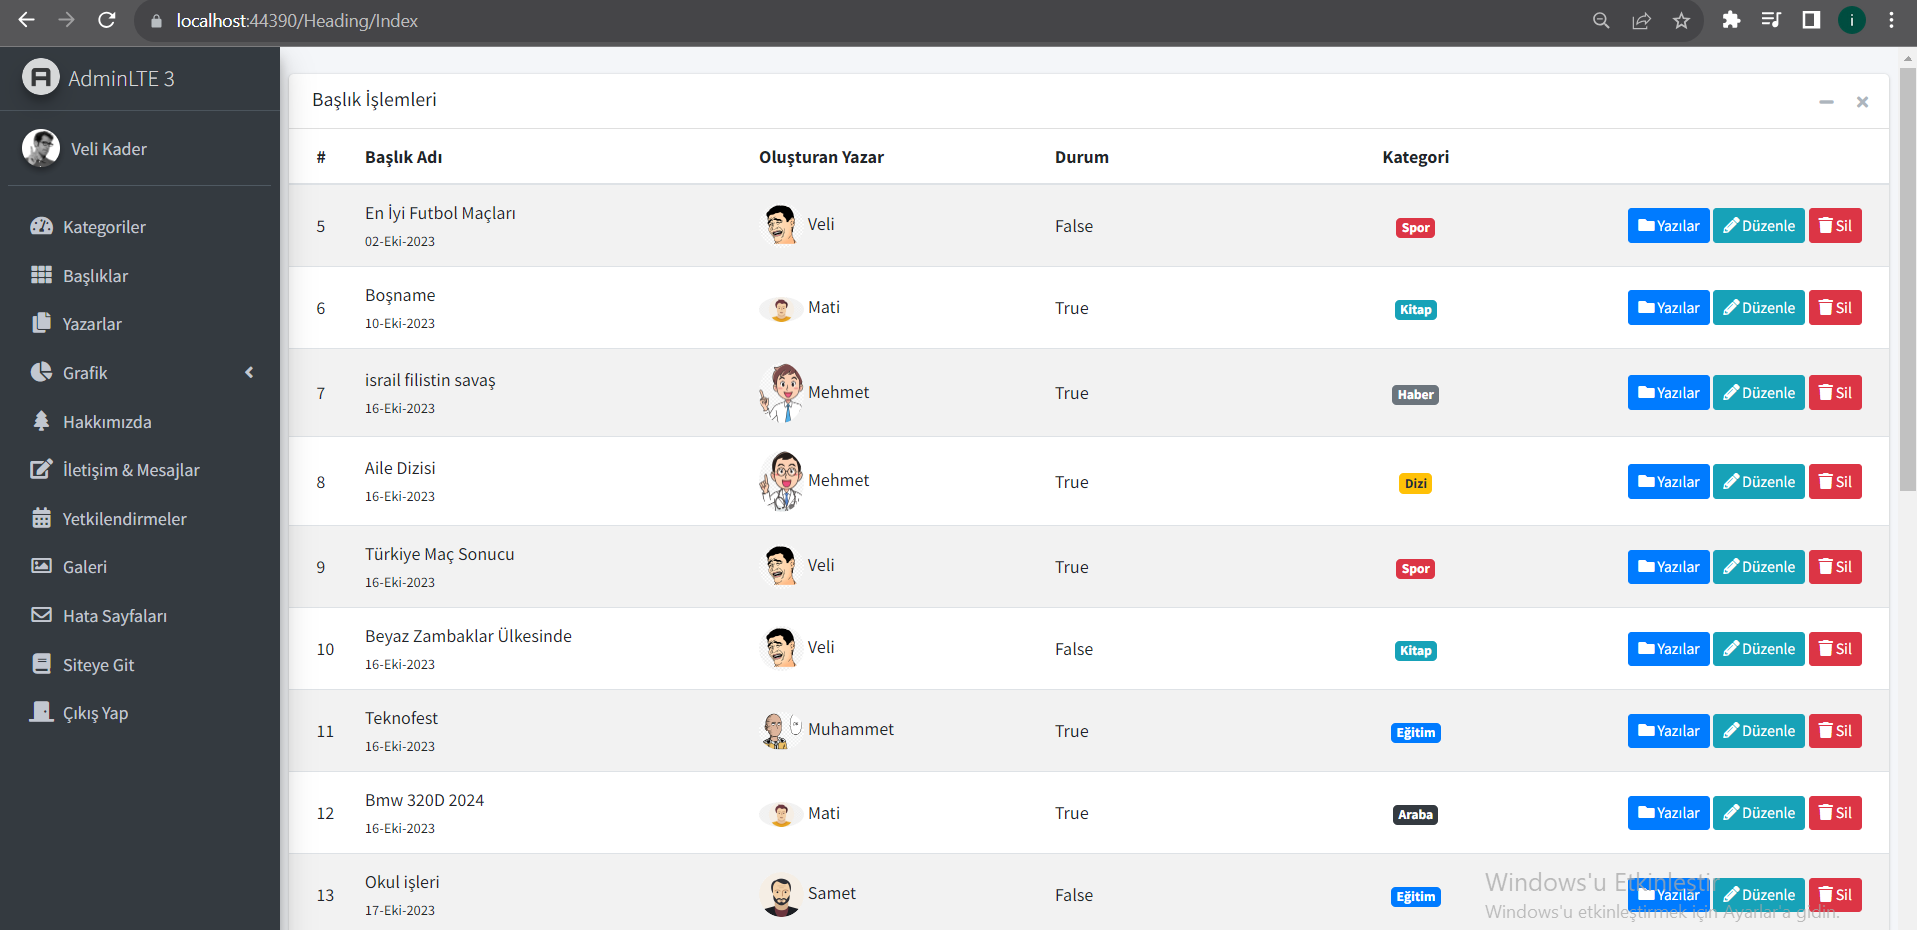 localhost:44390/Heading/Index
i
AdminLTE 3
Veli Kader
Kategoriler
Başlıklar
Yazarlar
Grafik
Hakkımızda
İletişim & Mesajlar
Yetkilendirmeler
Galeri
Hata Sayfaları
Siteye Git
Çıkış Yap
Başlık İşlemleri
# Başlık Adı Oluşturan Yazar Durum Kategori
5 En İyi Futbol Maçları Veli False Spor Yazılar Düzenle Sil
02-Eki-2023
6 Boşname Mati True Kitap Yazılar Düzenle Sil
10-Eki-2023
7 israil filistin savaş Mehmet True Haber Yazılar Düzenle Sil
16-Eki-2023
8 Aile Dizisi Mehmet True Dizi Yazılar Düzenle Sil
16-Eki-2023
9 Türkiye Maç Sonucu Veli True Spor Yazılar Düzenle Sil
16-Eki-2023
10 Beyaz Zambaklar Ülkesinde Veli False Kitap Yazılar Düzenle Sil
16-Eki-2023
11 Teknofest Muhammet True Eğitim Yazılar Düzenle Sil
16-Eki-2023
12 Bmw 320D 2024 Mati True Araba Yazılar Düzenle Sil
16-Eki-2023
13 Okul işleri Samet False Eğitim Yazılar Düzenle Sil
17-Eki-2023
Windows'u Etkinleştir
Windows'u etkinleştirmek için Ayarlar'a gidin.